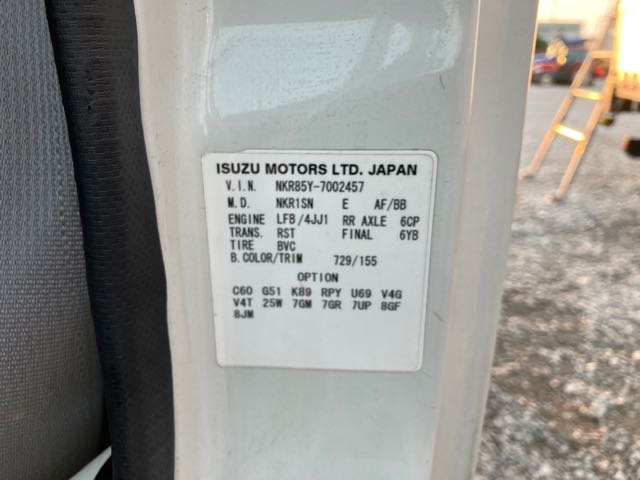 ISUZU MOTORS LTD. JAPAN
V.I.N. NKR85Y-7002457
M.D. NKR1SN E AF/BB
ENGINE LFB/4JJ1 RR AXLE 6CP
TRANS. RST FINAL 6YB
TIRE BVC
B.COLOR/TRIM 729/155
OPTION
C60 G51 K89 RPY U69 V4G
V4T 25W 7GM 7GR 7UP 8GF
8JM